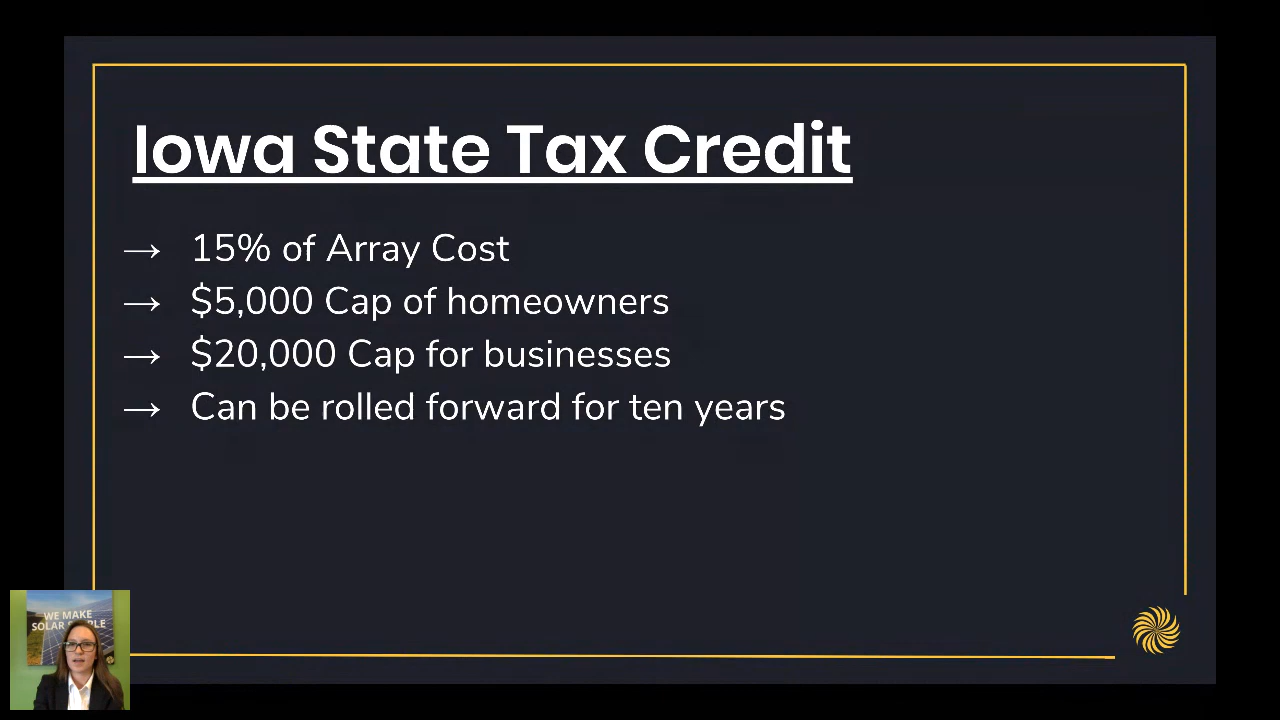 Iowa State Tax Credit
→ 15% of Array Cost
→ $5,000 Cap of homeowners
→ $20,000 Cap for businesses
→ Can be rolled forward for ten years
WE MAKE
SOLAR